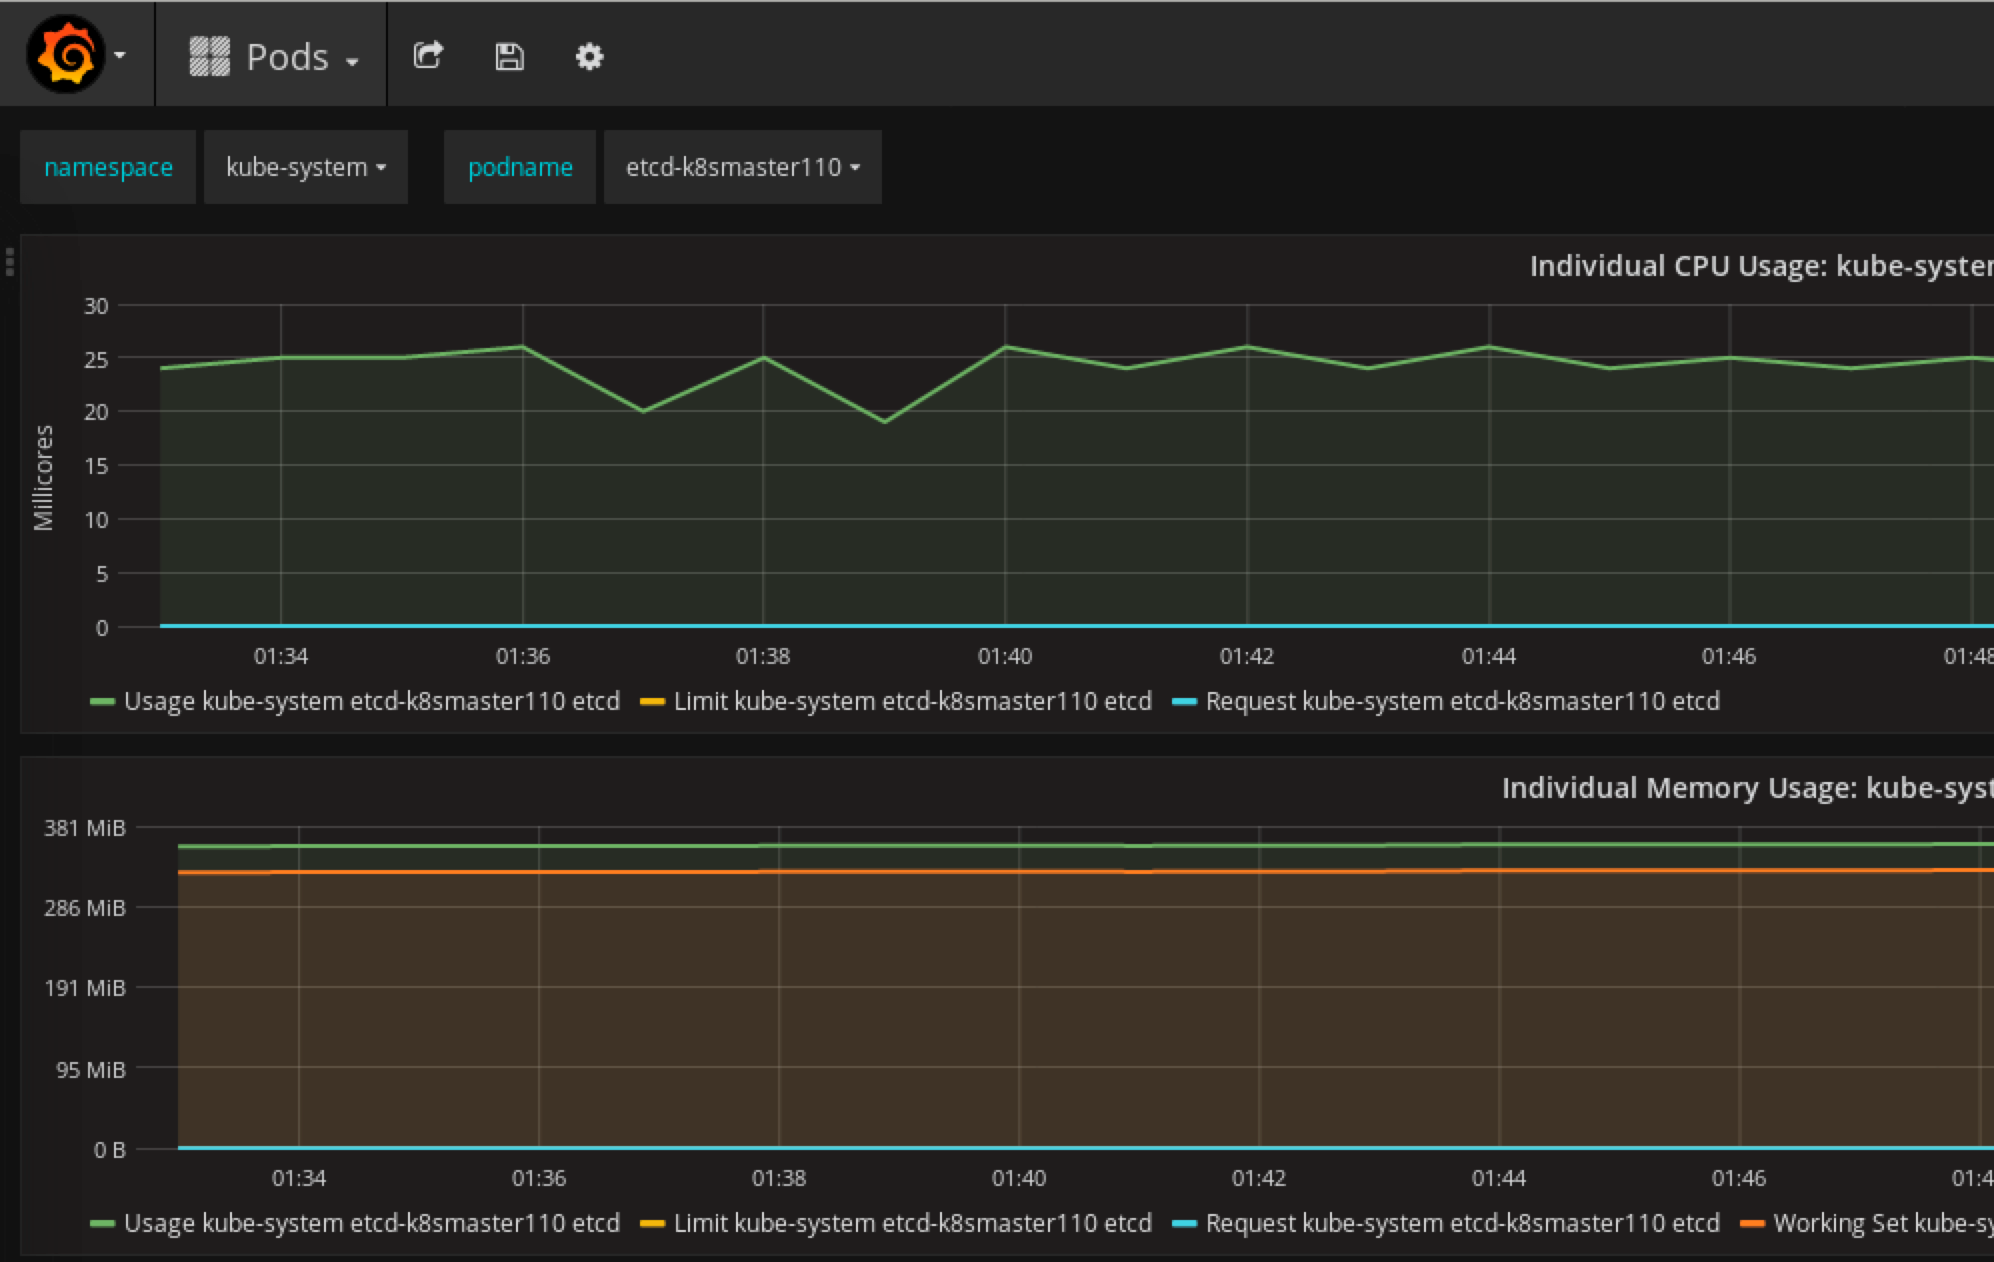 Pods
namespace kube-system podname etcd-k8smaster110
Individual CPU Usage: kube-system
30
25
20
15
10
5
0
Millicores
01:34 01:36 01:38 01:40 01:42 01:44 01:46 01:48
Usage kube-system etcd-k8smaster110 etcd Limit kube-system etcd-k8smaster110 etcd Request kube-system etcd-k8smaster110 etcd
Individual Memory Usage: kube-syst
381 MiB
286 MiB
191 MiB
95 MiB
0 B
01:34 01:36 01:38 01:40 01:42 01:44 01:46 01:4
Usage kube-system etcd-k8smaster110 etcd Limit kube-system etcd-k8smaster110 etcd Request kube-system etcd-k8smaster110 etcd Working Set kube-sy